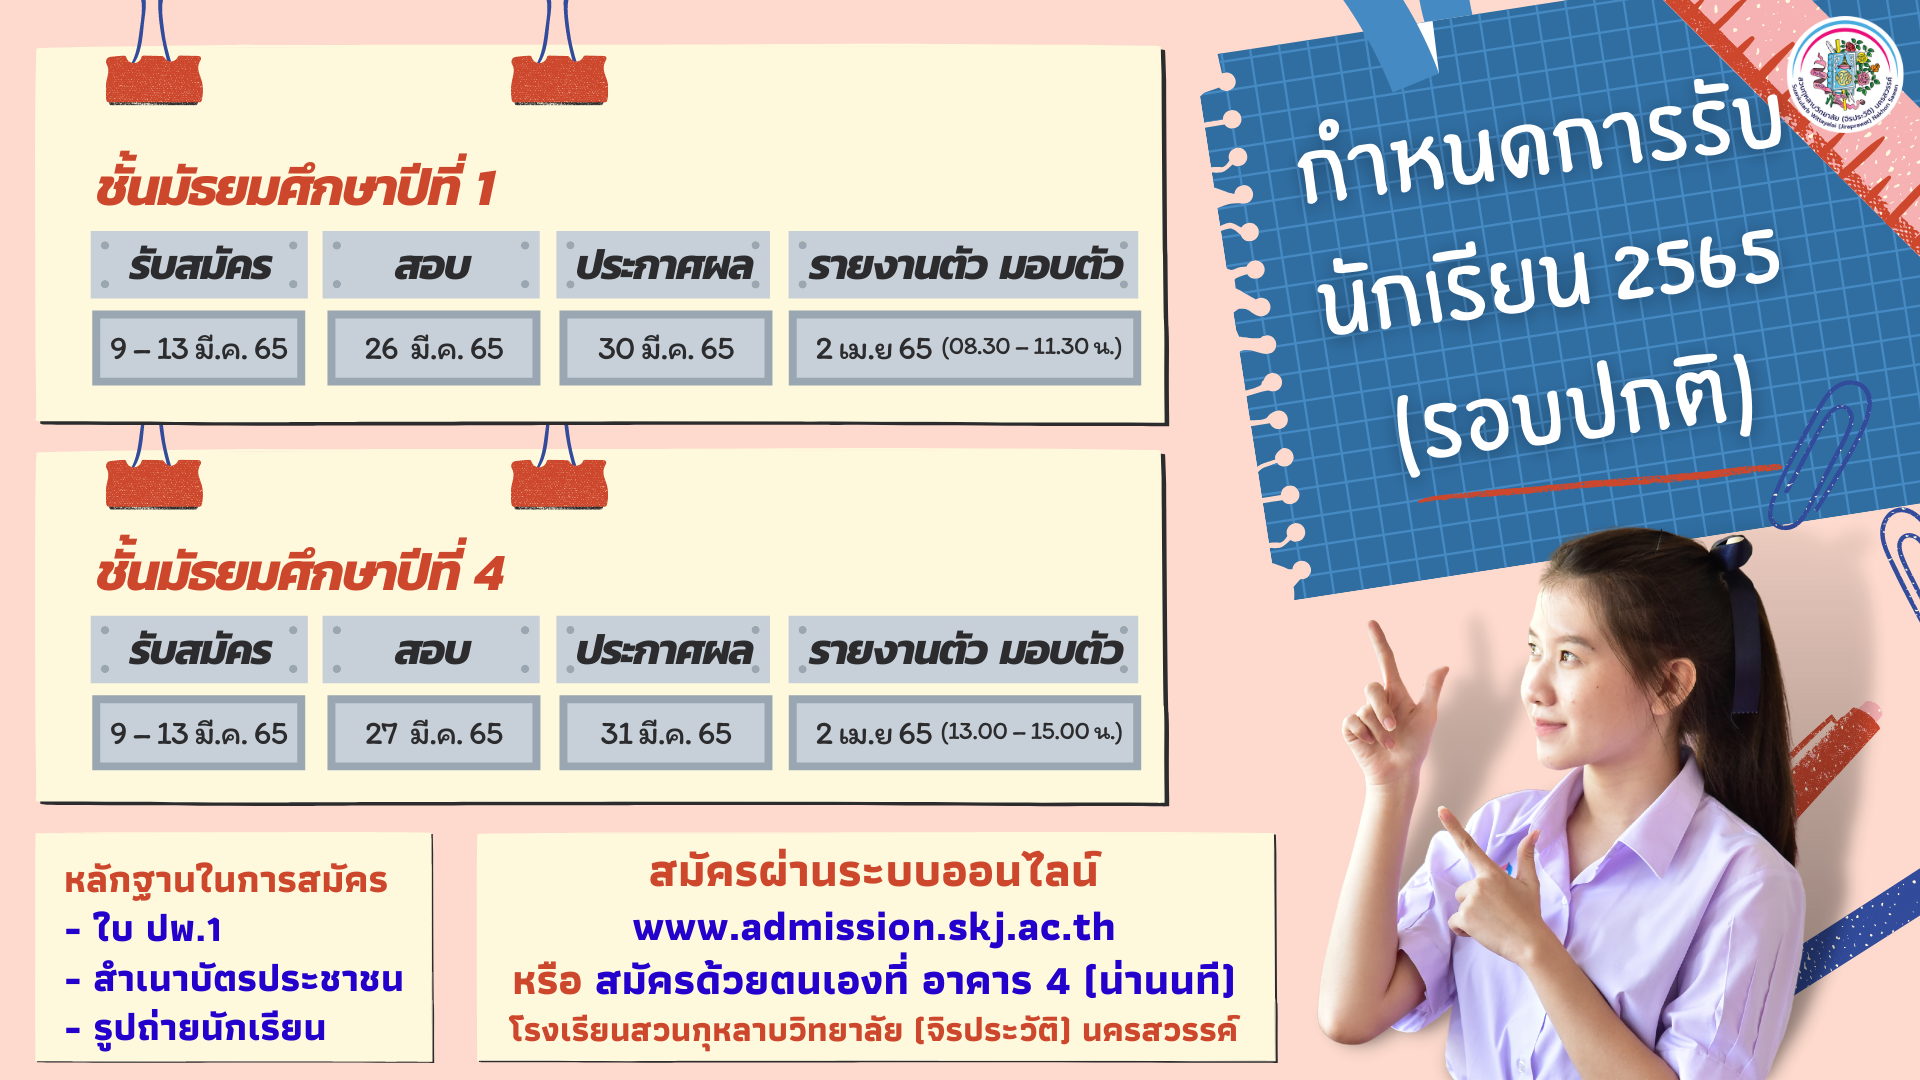 กำหนดการรับ
นักเรียน 2565
(รอบปกติ)
สวนกุหลาบวิทยาลัย (จิรประวัติ) นครสวรรค์
Suankularb Wittayalai (Jiraprawat) Nakhon Sawan
ชั้นมัธยมศึกษาปีที่ 1
รับสมัคร สอบ ประกาศผล รายงานตัว มอบตัว
9 – 13 มี.ค. 65 26 มี.ค. 65 30 มี.ค. 65 2 เม.ย 65 (08.30 – 11.30 น.)
ชั้นมัธยมศึกษาปีที่ 4
รับสมัคร สอบ ประกาศผล รายงานตัว มอบตัว
9 – 13 มี.ค. 65 27 มี.ค. 65 31 มี.ค. 65 2 เม.ย 65 (13.00 – 15.00 น.)
หลักฐานในการสมัคร
- ใบ ปพ.1
- สำเนาบัตรประชาชน
- รูปถ่ายนักเรียน
สมัครผ่านระบบออนไลน์
www.admission.skj.ac.th
หรือ สมัครด้วยตนเองที่ อาคาร 4 (น่านนที)
โรงเรียนสวนกุหลาบวิทยาลัย (จิรประวัติ) นครสวรรค์